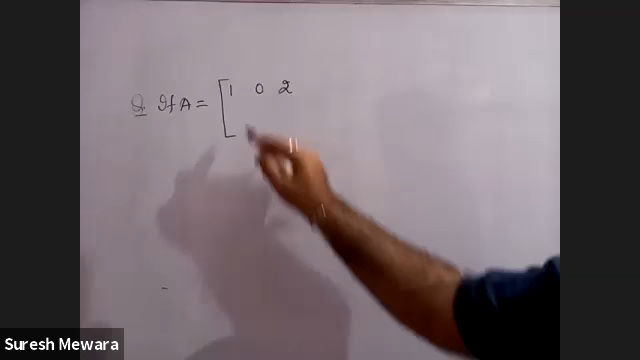 Q. If A = [ 1 0 2
Suresh Mewara